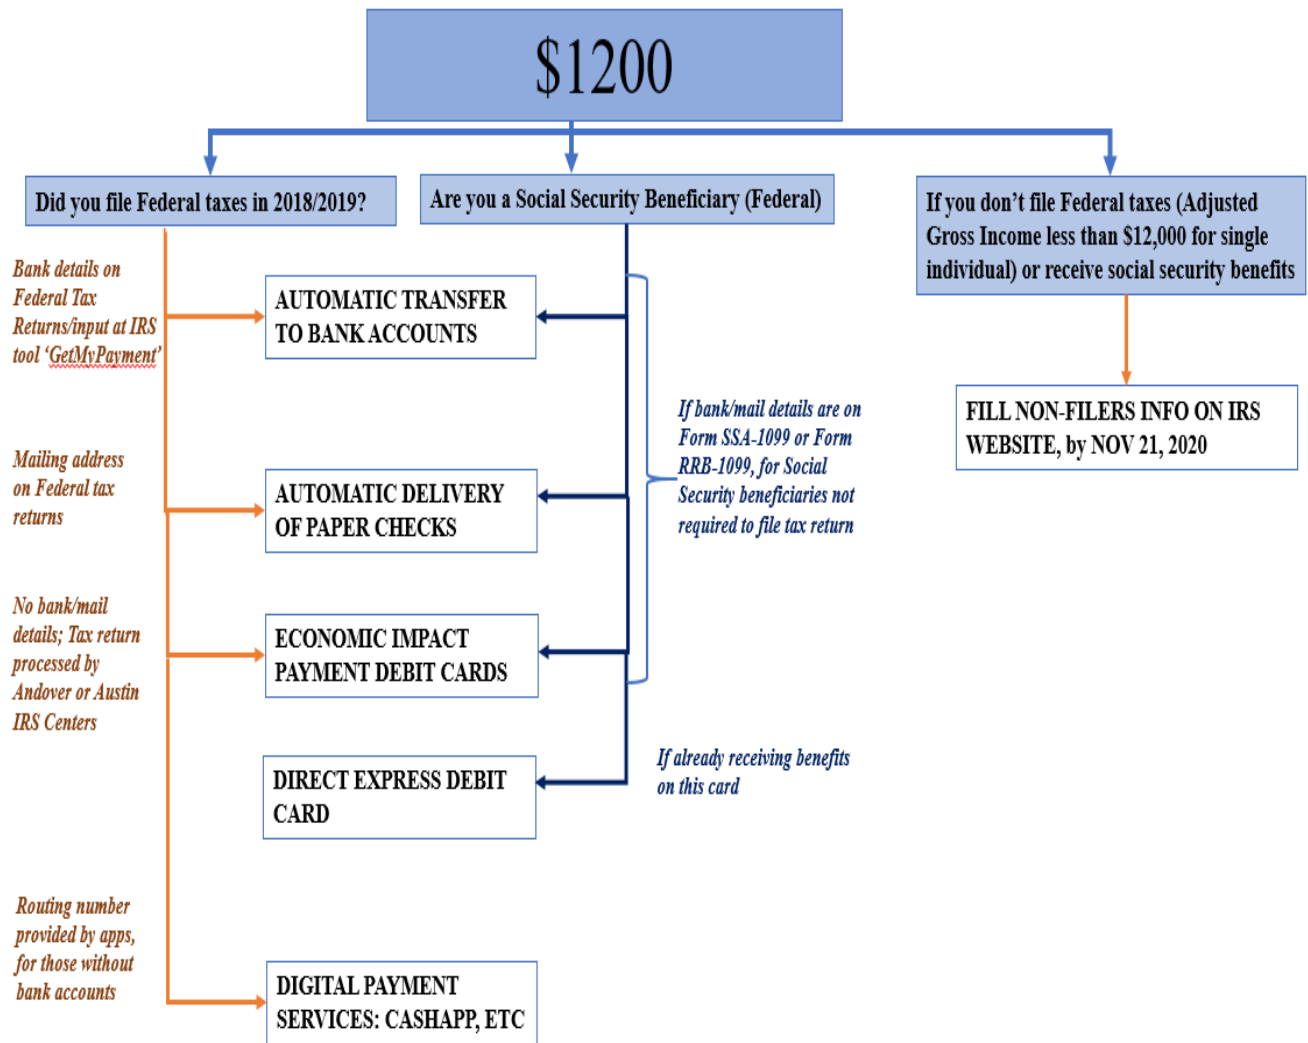 $1200
Did you file Federal taxes in 2018/2019?
Are you a Social Security Beneficiary (Federal)
If you don’t file Federal taxes (Adjusted
Gross Income less than $12,000 for single
individual) or receive social security benefits
Bank details on
Federal Tax
Returns/input at IRS
tool ‘GetMyPayment’
AUTOMATIC TRANSFER
TO BANK ACCOUNTS
If bank/mail details are on
Form SSA-1099 or Form
RRB-1099, for Social
Security beneficiaries not
required to file tax return
FILL NON-FILERS INFO ON IRS
WEBSITE, by NOV 21, 2020
Mailing address
on Federal tax
returns
AUTOMATIC DELIVERY
OF PAPER CHECKS
No bank/mail
details; Tax return
processed by
Andover or Austin
IRS Centers
ECONOMIC IMPACT
PAYMENT DEBIT CARDS
DIRECT EXPRESS DEBIT
CARD
If already receiving benefits
on this card
Routing number
provided by apps,
for those without
bank accounts
DIGITAL PAYMENT
SERVICES: CASHAPP, ETC